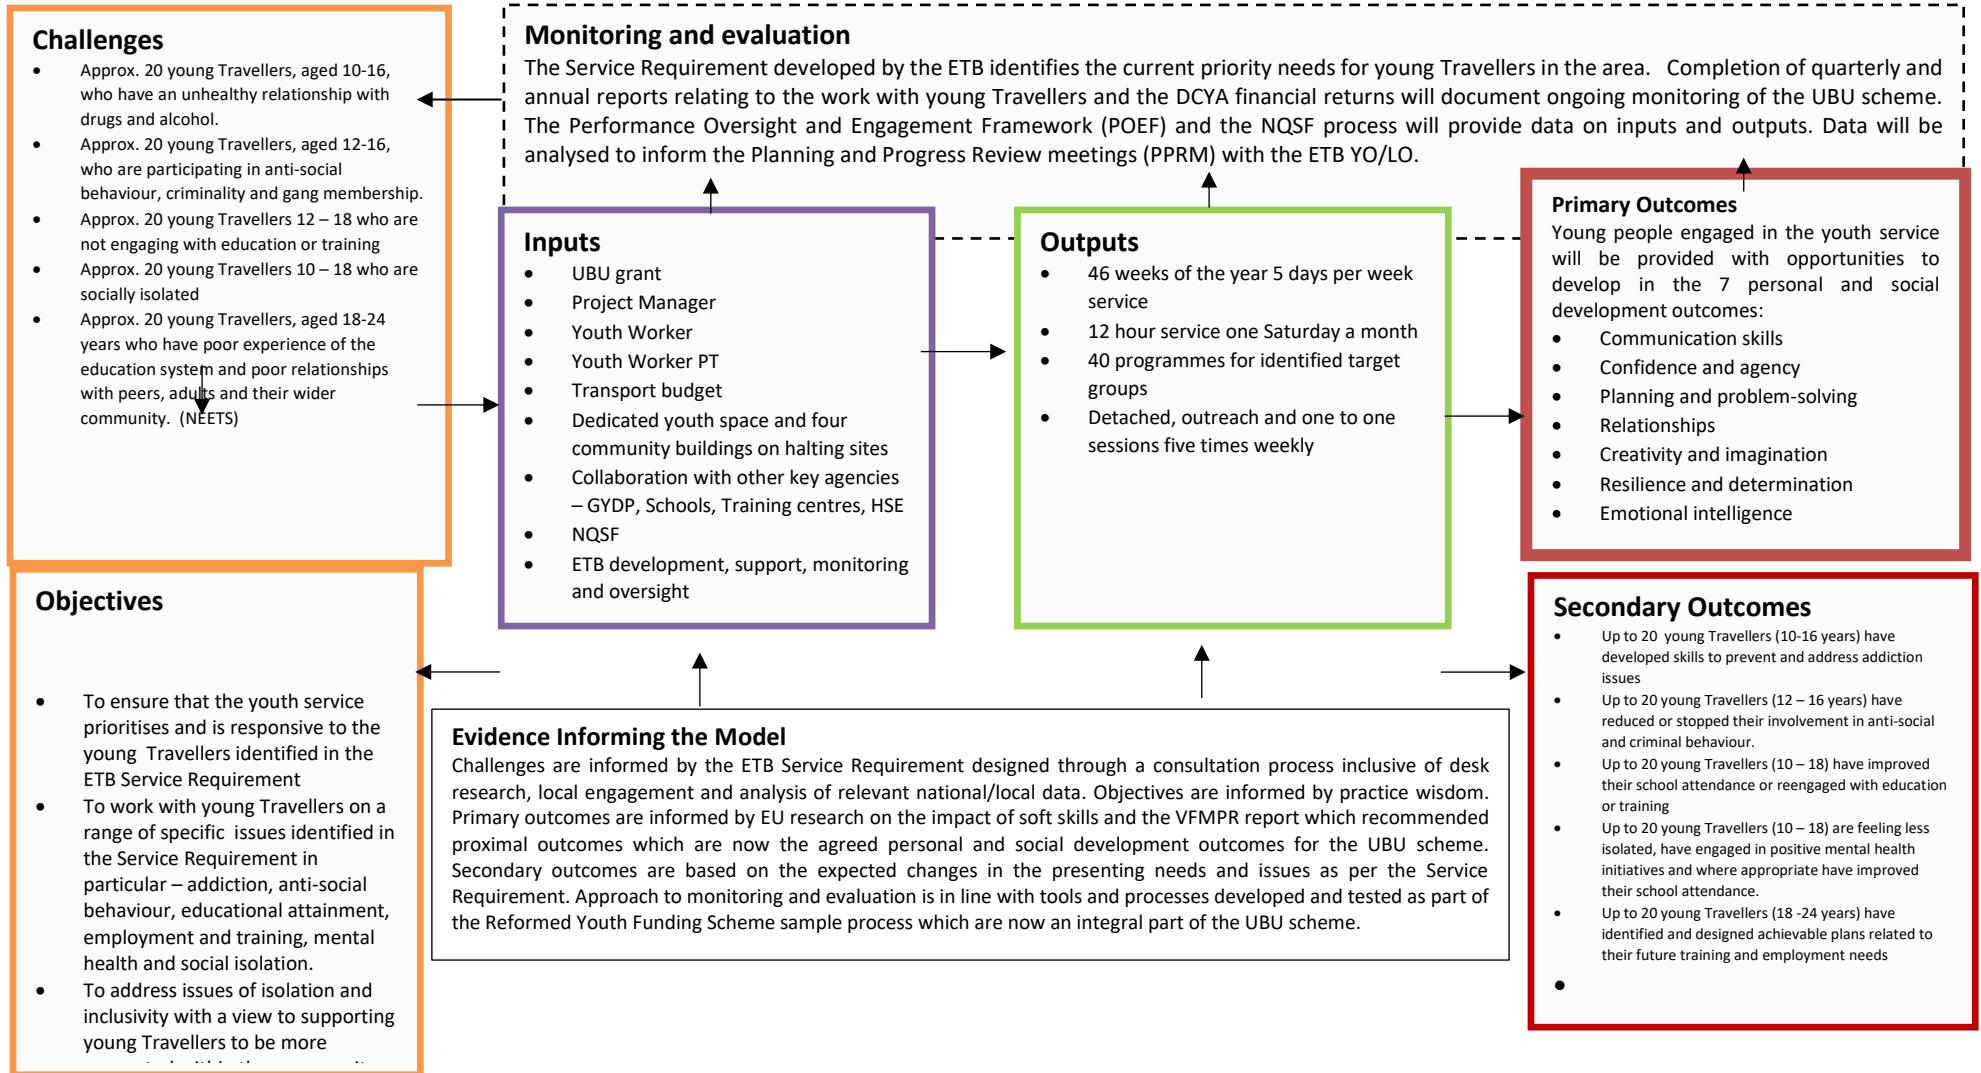 Challenges
• Approx. 20 young Travellers, aged 10-16,
who have an unhealthy relationship with
drugs and alcohol.
• Approx. 20 young Travellers, aged 12-16,
who are participating in anti-social
behaviour, criminality and gang membership.
• Approx. 20 young Travellers 12 – 18 who are
not engaging with education or training
• Approx. 20 young Travellers 10 – 18 who are
socially isolated
• Approx. 20 young Travellers, aged 18-24
years who have poor experience of the
education system and poor relationships
with peers, adults and their wider
community. (NEETS)
Monitoring and evaluation
The Service Requirement developed by the ETB identifies the current priority needs for young Travellers in the area. Completion of quarterly and
annual reports relating to the work with young Travellers and the DCYA financial returns will document ongoing monitoring of the UBU scheme.
The Performance Oversight and Engagement Framework (POEF) and the NQSF process will provide data on inputs and outputs. Data will be
analysed to inform the Planning and Progress Review meetings (PPRM) with the ETB YO/LO.
Inputs
• UBU grant
• Project Manager
• Youth Worker
• Youth Worker PT
• Transport budget
• Dedicated youth space and four
community buildings on halting sites
• Collaboration with other key agencies
– GYDP, Schools, Training centres, HSE
• NQSF
• ETB development, support, monitoring
and oversight
Outputs
• 46 weeks of the year 5 days per week
service
• 12 hour service one Saturday a month
• 40 programmes for identified target
groups
• Detached, outreach and one to one
sessions five times weekly
Primary Outcomes
Young people engaged in the youth service
will be provided with opportunities to
develop in the 7 personal and social
development outcomes:
• Communication skills
• Confidence and agency
• Planning and problem-solving
• Relationships
• Creativity and imagination
• Resilience and determination
• Emotional intelligence
Objectives
• To ensure that the youth service
prioritises and is responsive to the
young Travellers identified in the
ETB Service Requirement
• To work with young Travellers on a
range of specific issues identified in
the Service Requirement in
particular – addiction, anti-social
behaviour, educational attainment,
employment and training, mental
health and social isolation.
• To address issues of isolation and
inclusivity with a view to supporting
young Travellers to be more
Evidence Informing the Model
Challenges are informed by the ETB Service Requirement designed through a consultation process inclusive of desk
research, local engagement and analysis of relevant national/local data. Objectives are informed by practice wisdom.
Primary outcomes are informed by EU research on the impact of soft skills and the VFMPR report which recommended
proximal outcomes which are now the agreed personal and social development outcomes for the UBU scheme.
Secondary outcomes are based on the expected changes in the presenting needs and issues as per the Service
Requirement. Approach to monitoring and evaluation is in line with tools and processes developed and tested as part of
the Reformed Youth Funding Scheme sample process which are now an integral part of the UBU scheme.
Secondary Outcomes
• Up to 20 young Travellers (10-16 years) have
developed skills to prevent and address addiction
issues
• Up to 20 young Travellers (12 – 16 years) have
reduced or stopped their involvement in anti-social
and criminal behaviour.
• Up to 20 young Travellers (10 – 18) have improved
their school attendance or reengaged with education
or training
• Up to 20 young Travellers (10 – 18) are feeling less
isolated, have engaged in positive mental health
initiatives and where appropriate have improved
their school attendance.
• Up to 20 young Travellers (18 -24 years) have
identified and designed achievable plans related to
their future training and employment needs
•